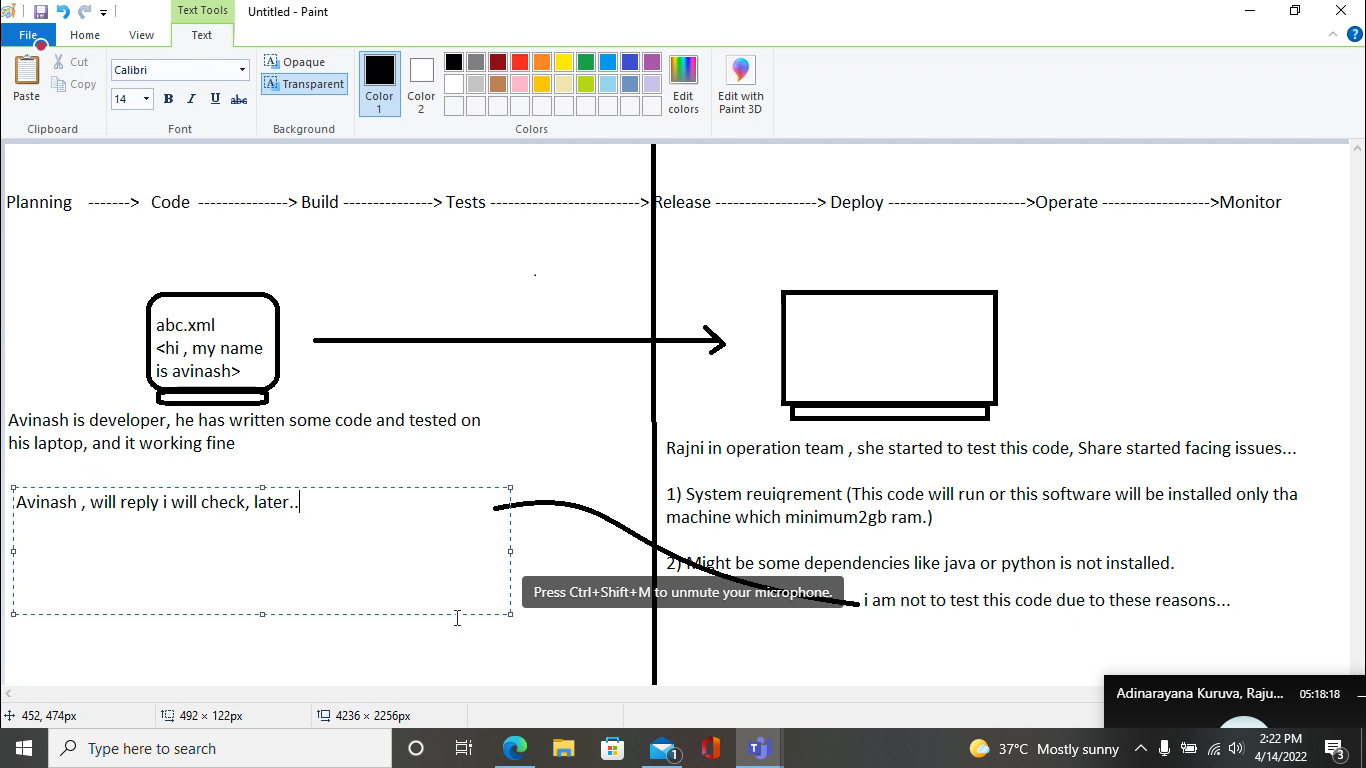 Text Tools Untitled - Paint
File Home View Text
Cut
Copy
Paste
Calibri
14 B I U abc
Opaque
Transparent
Color 1
Color 2
Edit colors
Edit with Paint 3D
Clipboard Font Background Colors
Planning -------> Code ---------------> Build ---------------> Tests -------------------------> Release -----------------> Deploy ----------------------->Operate ------------------>Monitor
abc.xml
<hi , my name
is avinash>
Avinash is developer, he has written some code and tested on
his laptop, and it working fine
Rajni in operation team , she started to test this code, Share started facing issues...
Avinash , will reply i will check, later..
1) System reuiqrement (This code will run or this software will be installed only tha
machine which minimum2gb ram.)
2) Might be some dependencies like java or python is not installed.
Press Ctrl+Shift+M to unmute your microphone.
i am not to test this code due to these reasons...
Adinarayana Kuruva, Raju... 05:18:18
452, 474px 492 × 122px 4236 × 2256px
Type here to search
1
37°C Mostly sunny
2:22 PM
4/14/2022
3